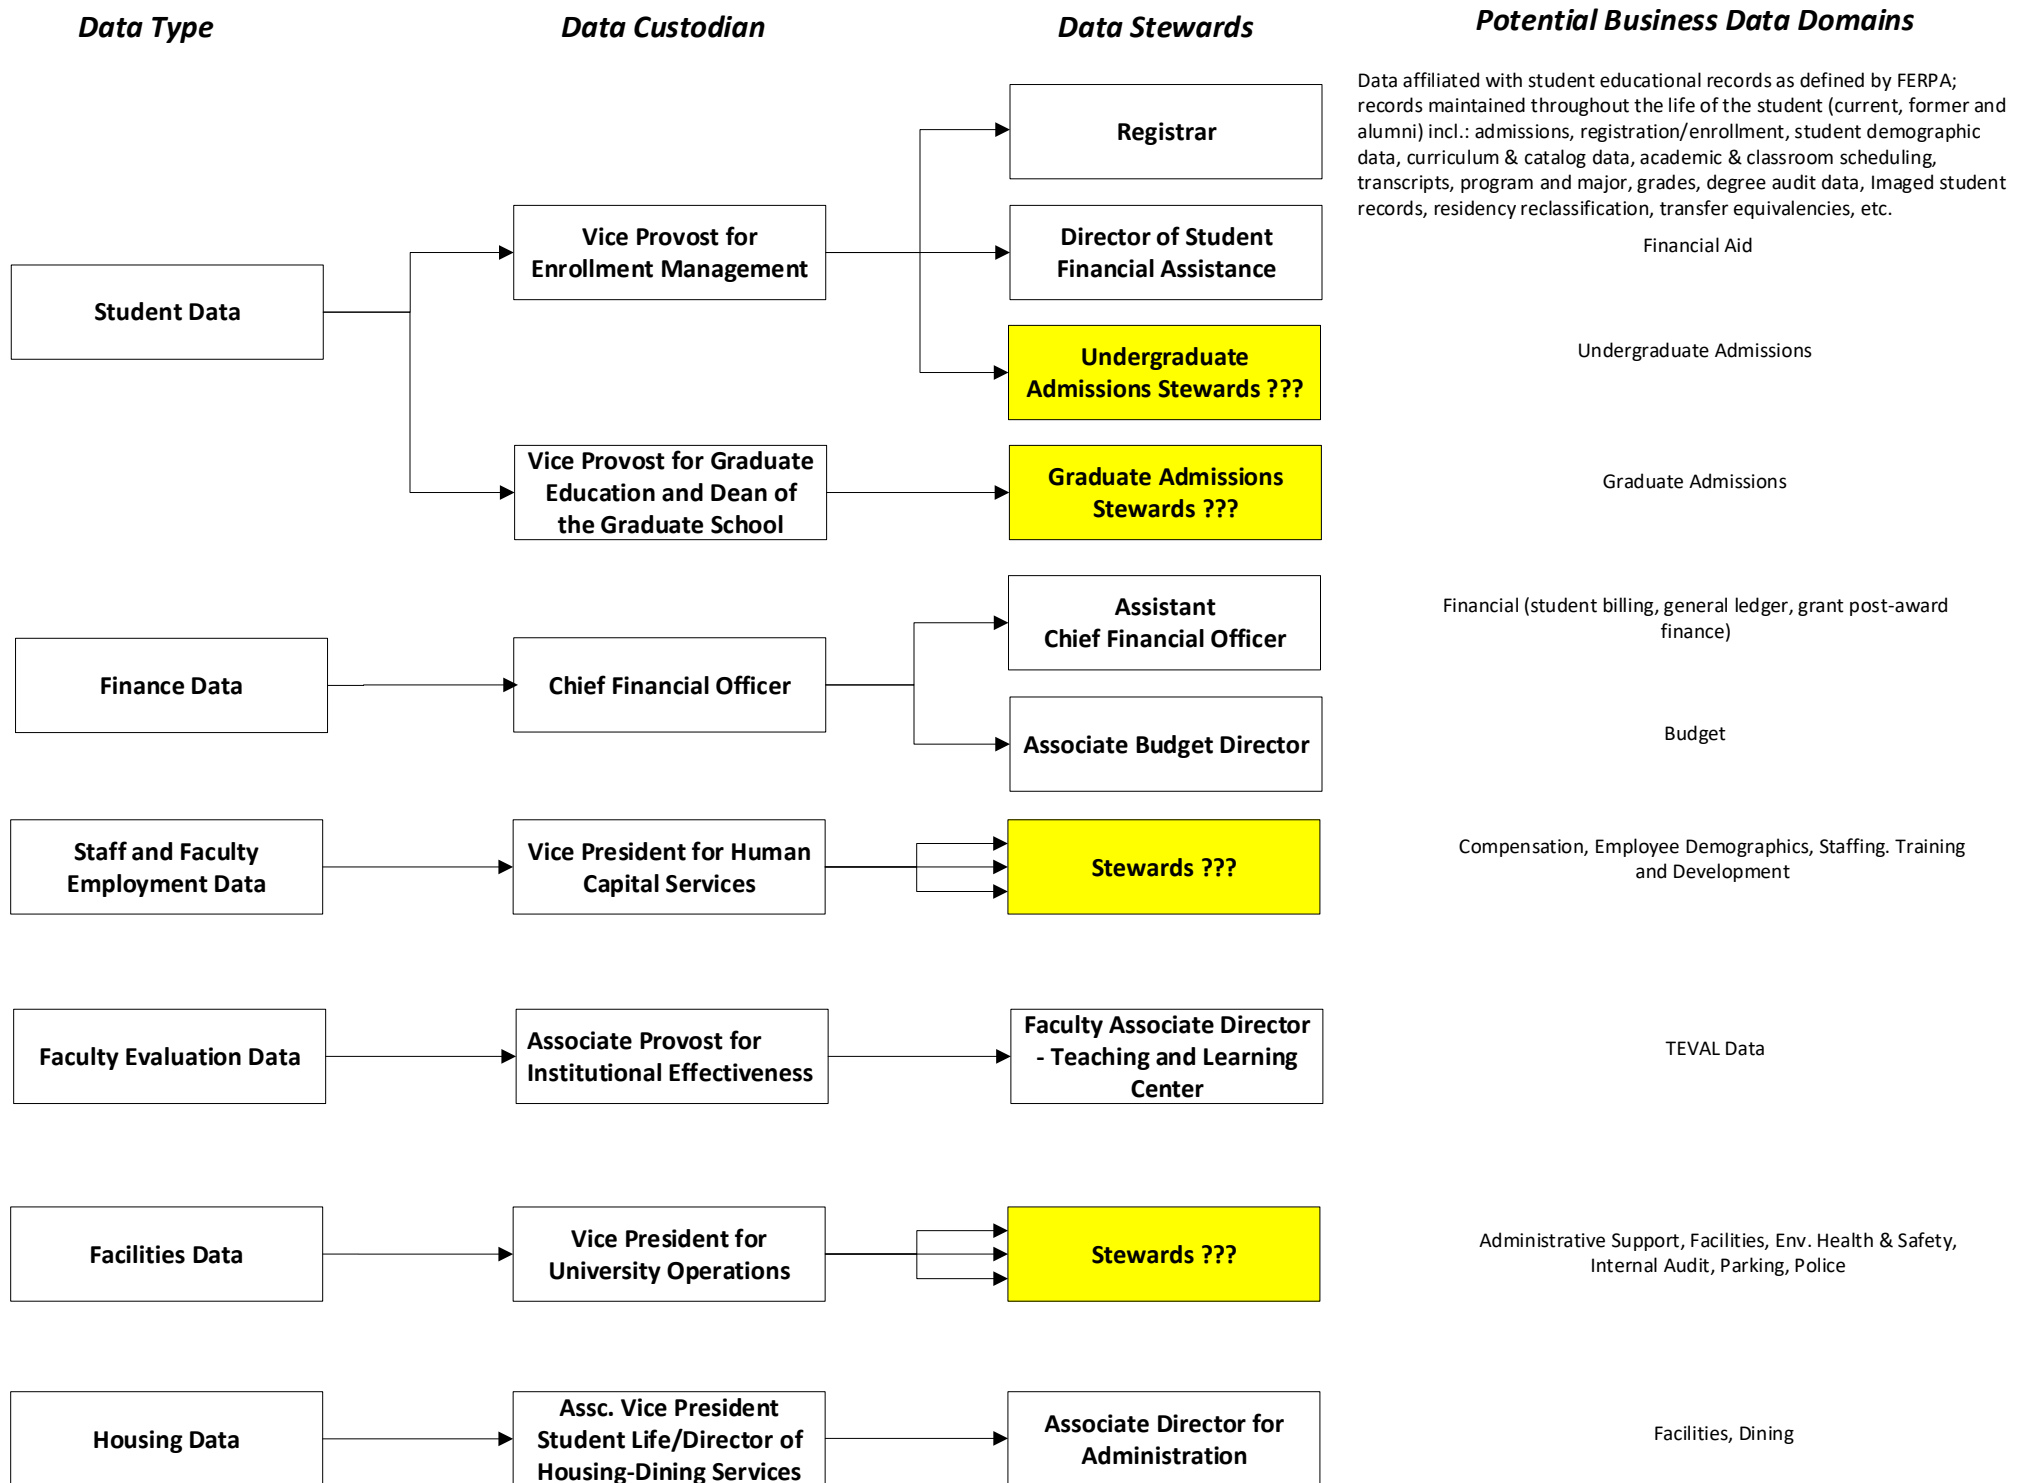 Data Type
Data Custodian
Data Stewards
Potential Business Data Domains
Student Data
Vice Provost for
Enrollment Management
Registrar
Data affiliated with student educational records as defined by FERPA;
records maintained throughout the life of the student (current, former and
alumni) incl.: admissions, registration/enrollment, student demographic
data, curriculum & catalog data, academic & classroom scheduling,
transcripts, program and major, grades, degree audit data, Imaged student
records, residency reclassification, transfer equivalencies, etc.
Director of Student
Financial Assistance
Financial Aid
Undergraduate
Admissions Stewards ???
Undergraduate Admissions
Vice Provost for Graduate
Education and Dean of
the Graduate School
Graduate Admissions
Stewards ???
Graduate Admissions
Finance Data
Chief Financial Officer
Assistant
Chief Financial Officer
Financial (student billing, general ledger, grant post-award
finance)
Associate Budget Director
Budget
Staff and Faculty
Employment Data
Vice President for Human
Capital Services
Stewards ???
Compensation, Employee Demographics, Staffing. Training
and Development
Faculty Evaluation Data
Associate Provost for
Institutional Effectiveness
Faculty Associate Director
- Teaching and Learning
Center
TEVAL Data
Facilities Data
Vice President for
University Operations
Stewards ???
Administrative Support, Facilities, Env. Health & Safety,
Internal Audit, Parking, Police
Housing Data
Assc. Vice President
Student Life/Director of
Housing-Dining Services
Associate Director for
Administration
Facilities, Dining